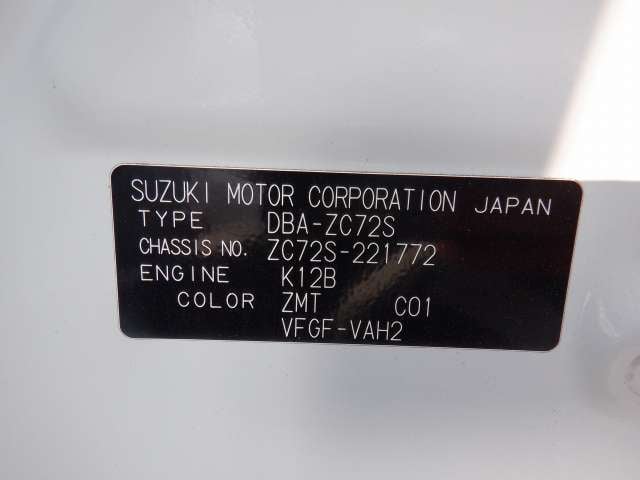 SUZUKI MOTOR CORPORATION JAPAN
TYPE DBA-ZC72S
CHASSIS NO. ZC72S-221772
ENGINE K12B
COLOR ZMT C01
VFGF-VAH2